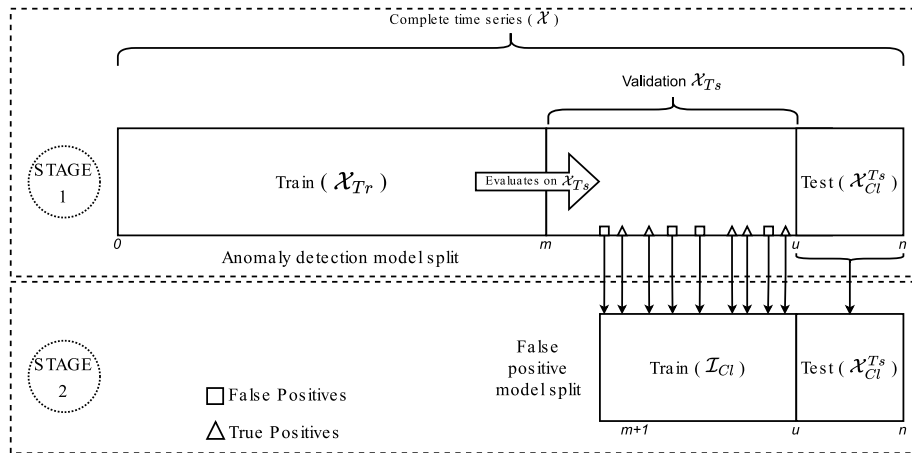 Complete time series ( 𝒳 )
Validation 𝒳_Ts
STAGE
1
Train ( 𝒳_Tr )
Evaluates on 𝒳_Ts
Test ( 𝒳_Cl^Ts )
0
m
u
n
Anomaly detection model split
STAGE
2
False
positive
model split
Train ( ℐ_Cl )
Test ( 𝒳_Cl^Ts )
False Positives
True Positives
m+1
u
n